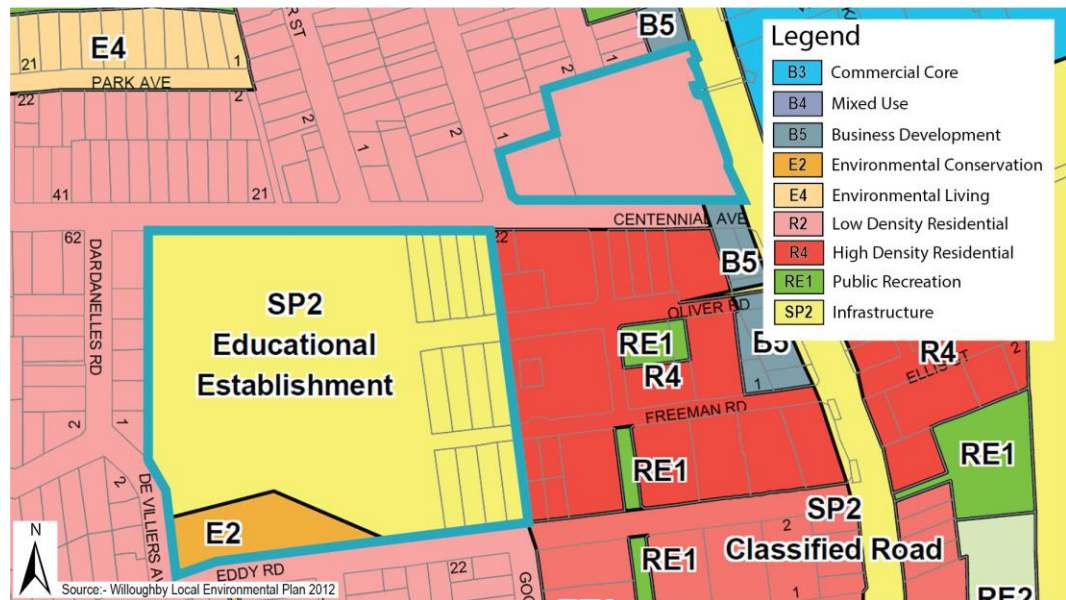 E4
21
1
PARK AVE
22
2
41
21
R ST
2
2
1
2
1
1
B5
Legend
B3 Commercial Core
B4 Mixed Use
B5 Business Development
E2 Environmental Conservation
E4 Environmental Living
R2 Low Density Residential
R4 High Density Residential
RE1 Public Recreation
SP2 Infrastructure
CENTENNIAL AVE
62
22
DARDANELLES RD
SP2
Educational
Establishment
B5
OLIVER RD
RE1
R4
B5
1
R4
ELLIS ST
2
FREEMAN RD
2
1
RE1
RE1
2
DE VILLIERS AV
E2
SP2
2
Classified Road
EDDY RD
22
GOO
RE1
1
RE2
N
Source:- Willoughby Local Environmental Plan 2012